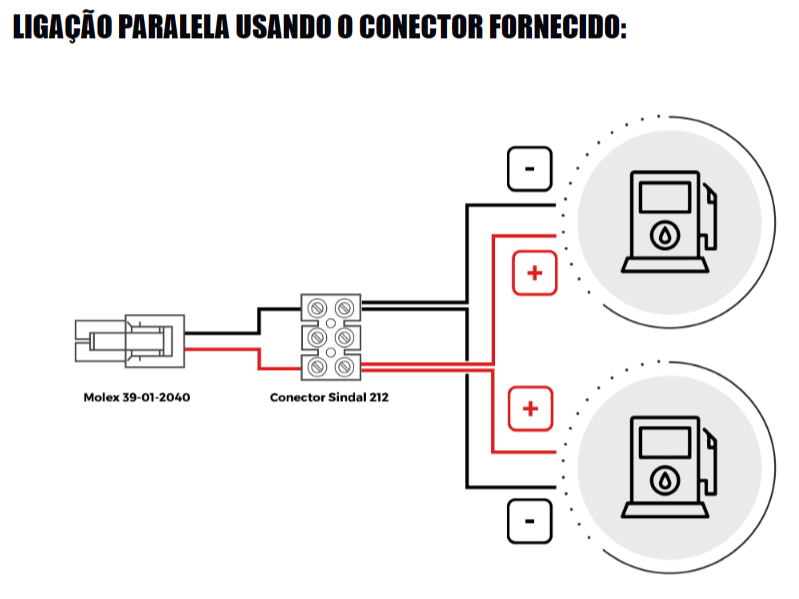 LIGAÇÃO PARALELA USANDO O CONECTOR FORNECIDO:
-
+
Molex 39-01-2040
Conector Sindal 212
+
-